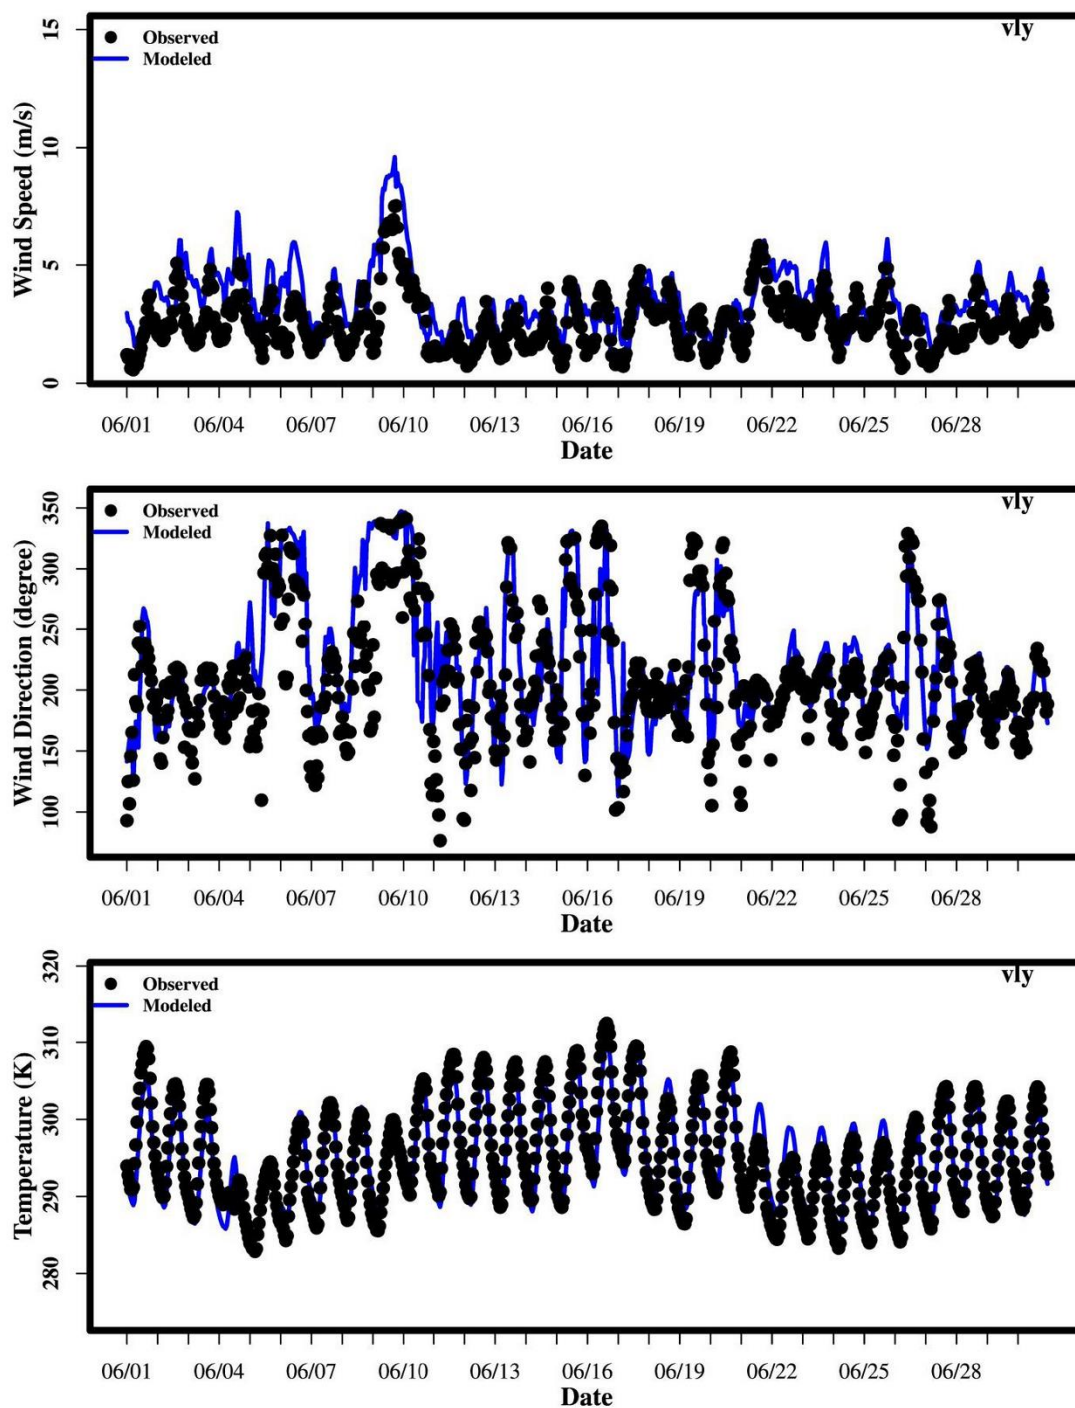 vly
Observed
Modeled
Wind Speed (m/s)
0 5 10 15
06/01 06/04 06/07 06/10 06/13 06/16 06/19 06/22 06/25 06/28
Date
vly
Observed
Modeled
Wind Direction (degree)
100 150 200 250 300 350
06/01 06/04 06/07 06/10 06/13 06/16 06/19 06/22 06/25 06/28
Date
vly
Observed
Modeled
Temperature (K)
280 290 300 310 320
06/01 06/04 06/07 06/10 06/13 06/16 06/19 06/22 06/25 06/28
Date